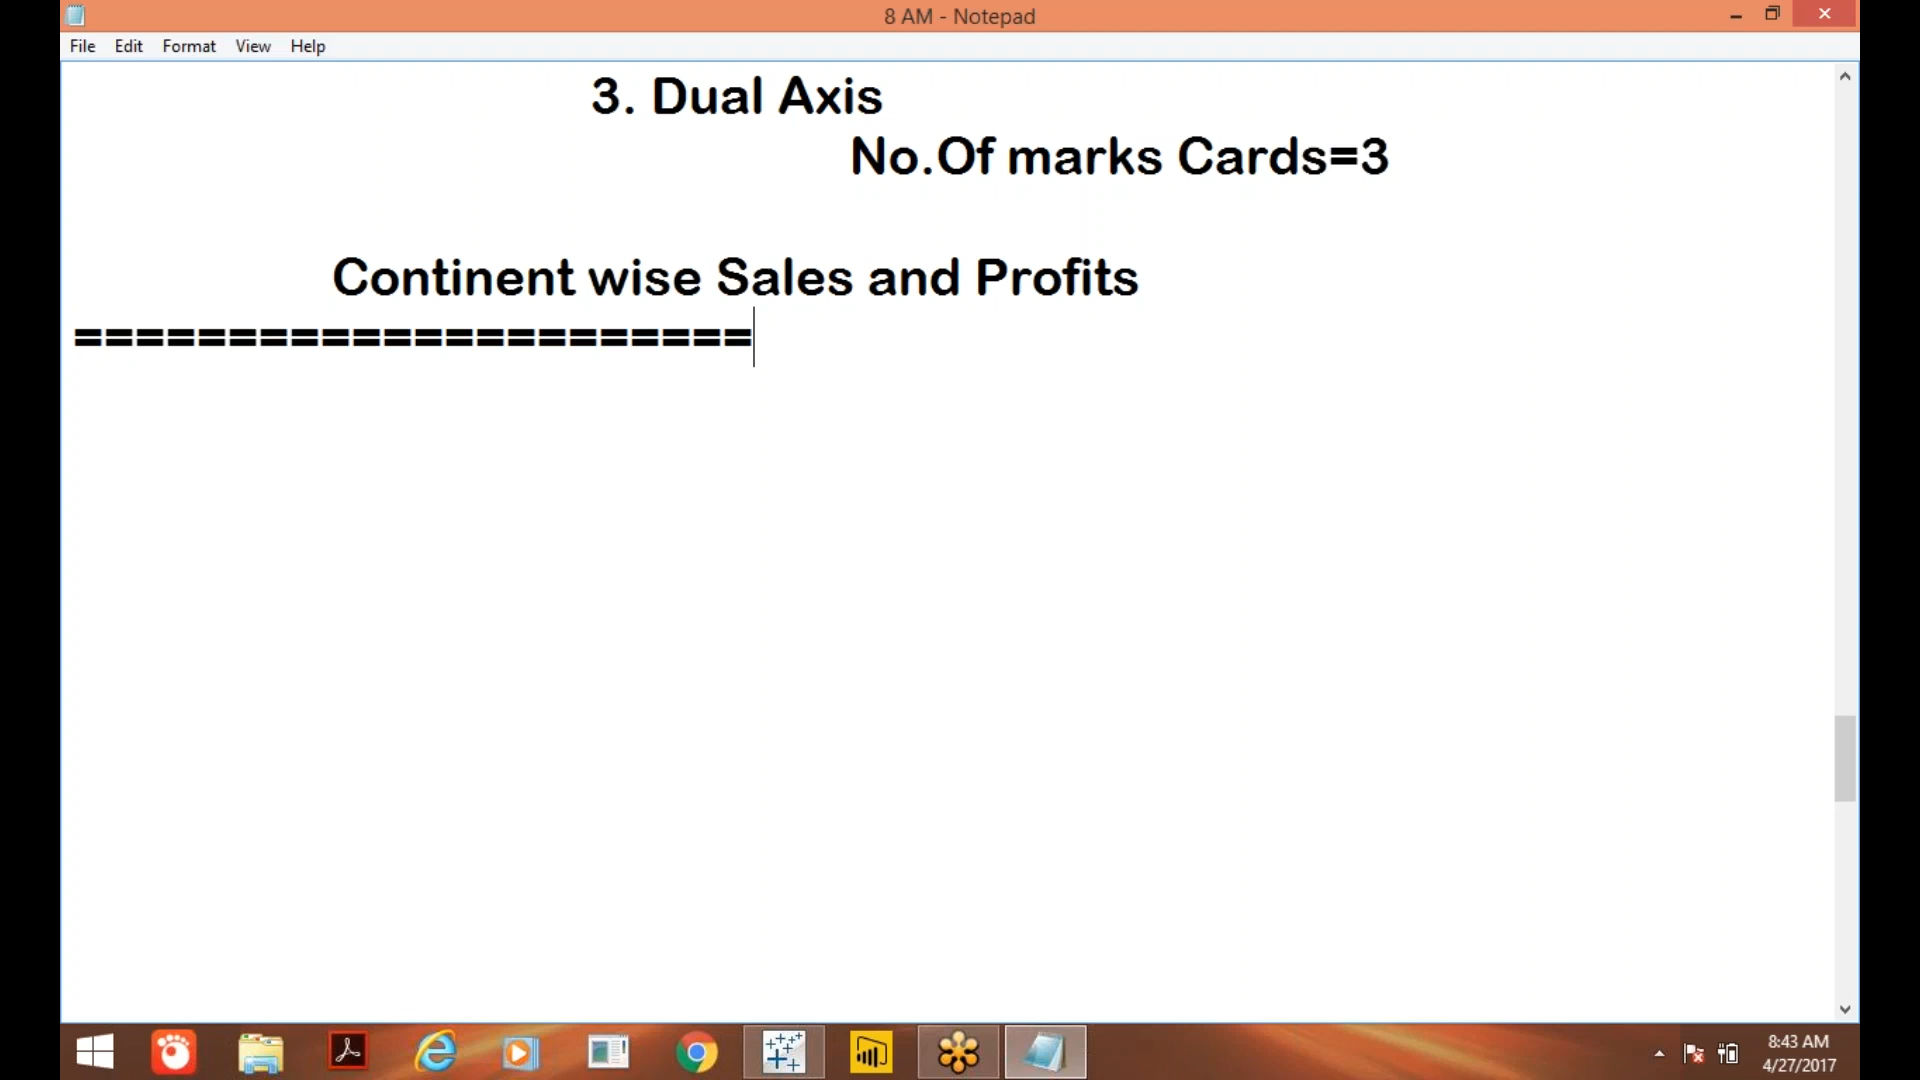 8 AM - Notepad
File Edit Format View Help
3. Dual Axis
No.Of marks Cards=3
Continent wise Sales and Profits
======================
8:43 AM
4/27/2017